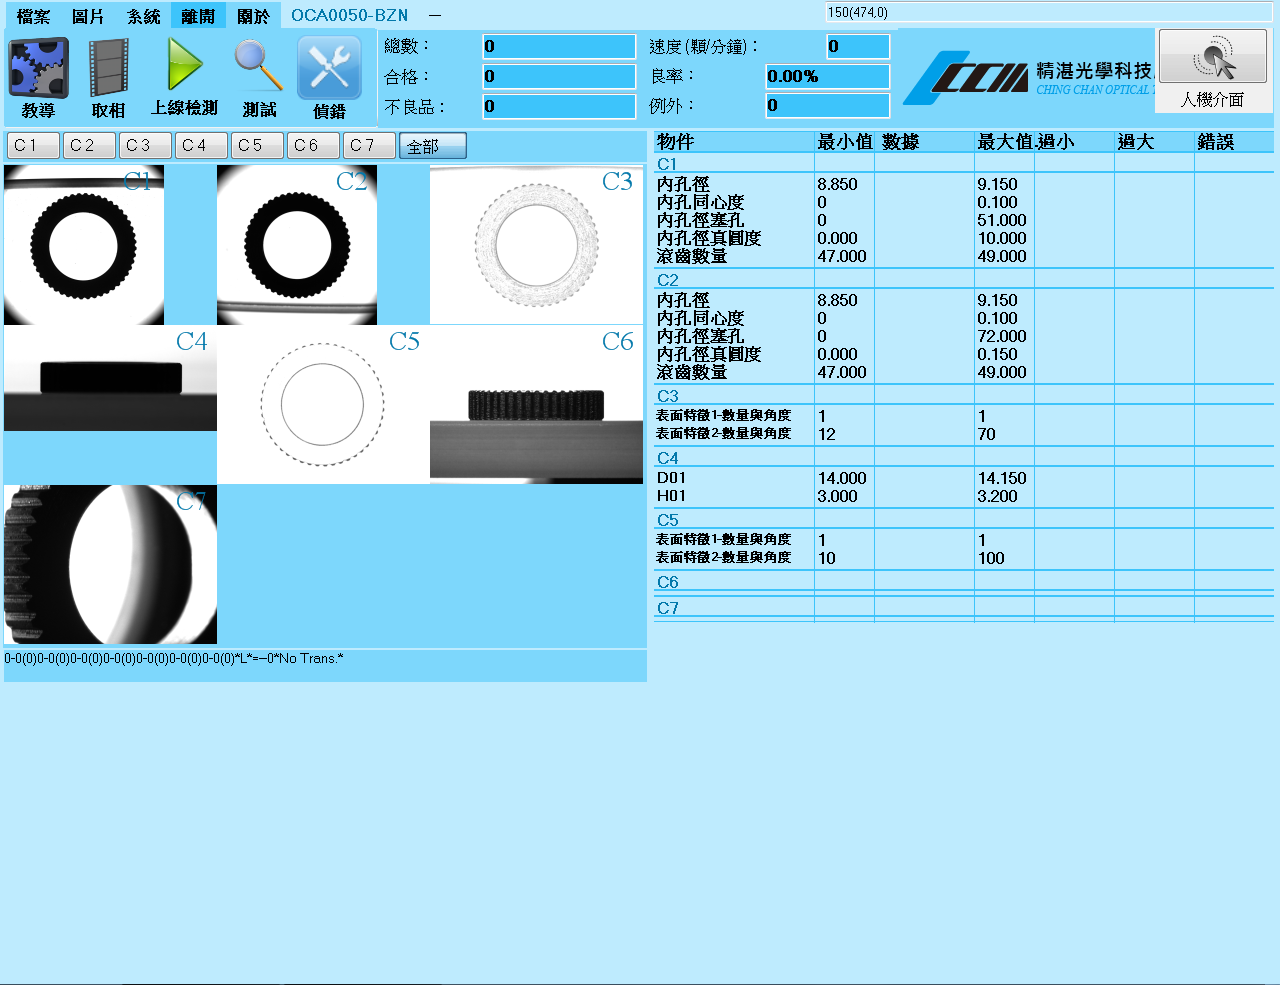 檔案 圖片 系統 離開 關於 OCA0050-BZN — 150(474,0)
教導 取相 上線檢測 測試 偵錯
總數： 0 速度(顆/分鐘)： 0
合格： 0 良率： 0.00%
不良品： 0 例外： 0
精湛光學科技
CHING CHAN OPTICAL
人機介面
C1 C2 C3 C4 C5 C6 C7 全部
C1 C2 C3
C4 C5 C6
C7
0-0(0)0-0(0)0-0(0)0-0(0)0-0(0)0-0(0)0-0(0)*L*=--0*No Trans.*
物件 最小值 數據 最大值 過小 過大 錯誤
C1
內孔徑 8.850 9.150
內孔同心度 0 0.100
內孔徑塞孔 0 51.000
內孔徑真圓度 0.000 10.000
滾齒數量 47.000 49.000
C2
內孔徑 8.850 9.150
內孔同心度 0 0.100
內孔徑塞孔 0 72.000
內孔徑真圓度 0.000 0.150
滾齒數量 47.000 49.000
C3
表面特徵1-數量與角度 1 1
表面特徵2-數量與角度 12 70
C4
D01 14.000 14.150
H01 3.000 3.200
C5
表面特徵1-數量與角度 1 1
表面特徵2-數量與角度 10 100
C6
C7